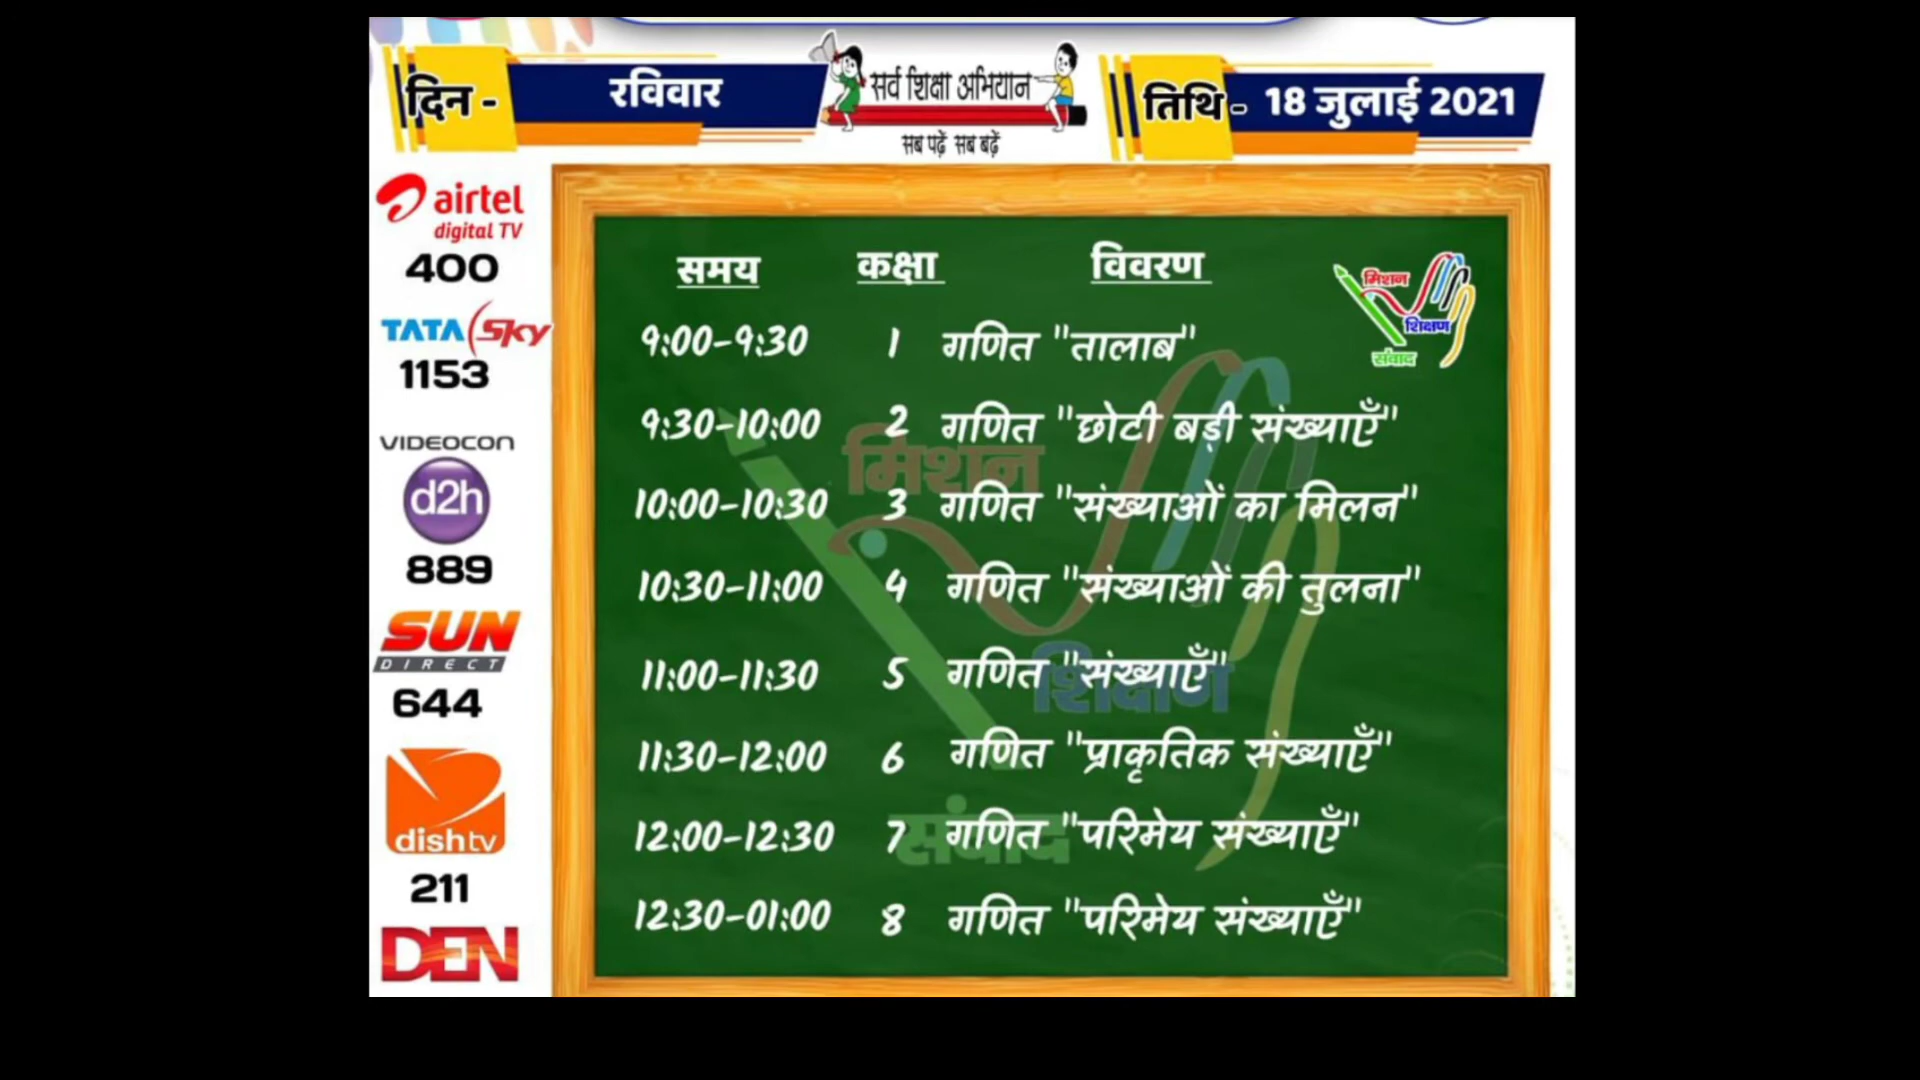 दिन -
रविवार
सर्व शिक्षा अभियान
सब पढ़ें सब बढ़ें
तिथि - 18 जुलाई 2021
airtel
digital TV
400
TATA Sky
1153
VIDEOCON
d2h
889
SUN
DIRECT
644
dishtv
211
DEN
समय कक्षा विवरण
9:00-9:30 1 गणित "तालाब"
9:30-10:00 2 गणित "छोटी बड़ी संख्याएँ"
10:00-10:30 3 गणित "संख्याओं का मिलन"
10:30-11:00 4 गणित "संख्याओं की तुलना"
11:00-11:30 5 गणित "संख्याएँ"
11:30-12:00 6 गणित "प्राकृतिक संख्याएँ"
12:00-12:30 7 गणित "परिमेय संख्याएँ"
12:30-01:00 8 गणित "परिमेय संख्याएँ"
मिशन
शिक्षण
संवाद
मिशन
शिक्षण
संवाद